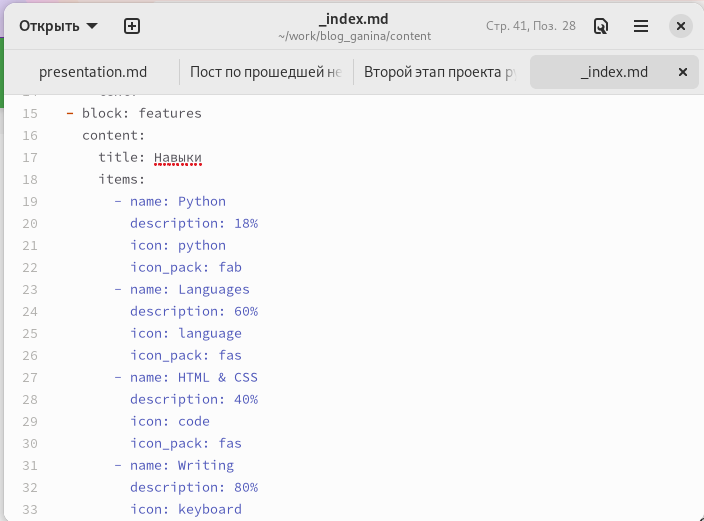 Открыть
_index.md
~/work/blog_ganina/content
Стр. 41, Поз. 28
presentation.md
Пост по прошедшей не
Второй этап проекта
_index.md
15 - block: features
16 content:
17 title: Навыки
18 items:
19 - name: Python
20 description: 18%
21 icon: python
22 icon_pack: fab
23 - name: Languages
24 description: 60%
25 icon: language
26 icon_pack: fas
27 - name: HTML & CSS
28 description: 40%
29 icon: code
30 icon_pack: fas
31 - name: Writing
32 description: 80%
33 icon: keyboard